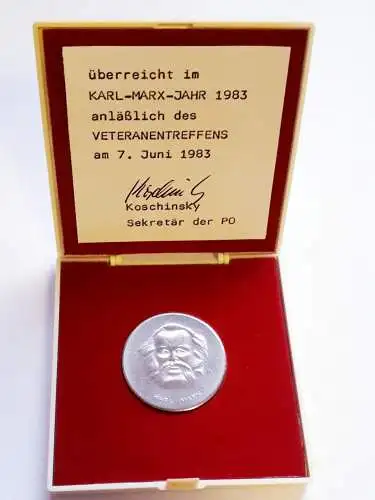 überreicht im
KARL-MARX-JAHR 1983
anläßlich des
VETERANENTREFFENS
am 7. Juni 1983
Koschinsky
Sekretär der PO